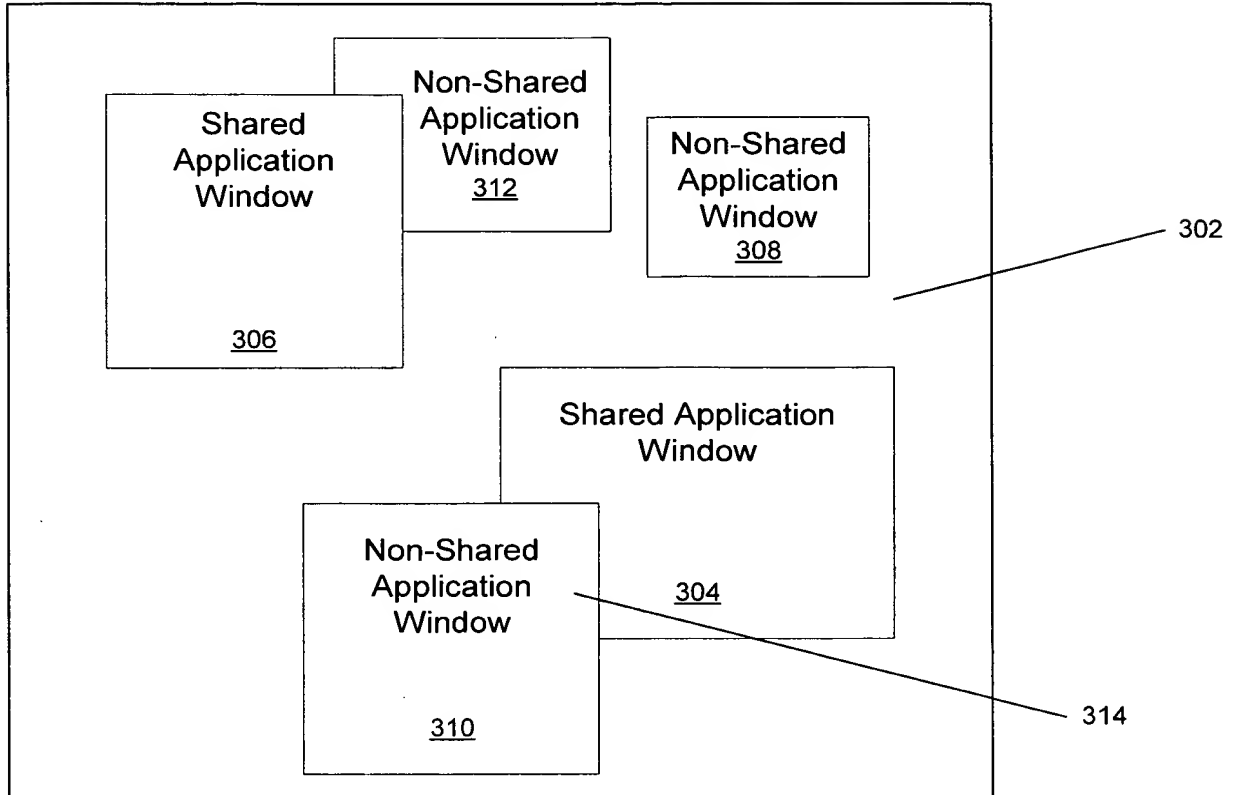 Non-Shared
Application
Window
312
Shared
Application
Window
306
Non-Shared
Application
Window
308
302
Shared Application
Window
304
Non-Shared
Application
Window
310
314